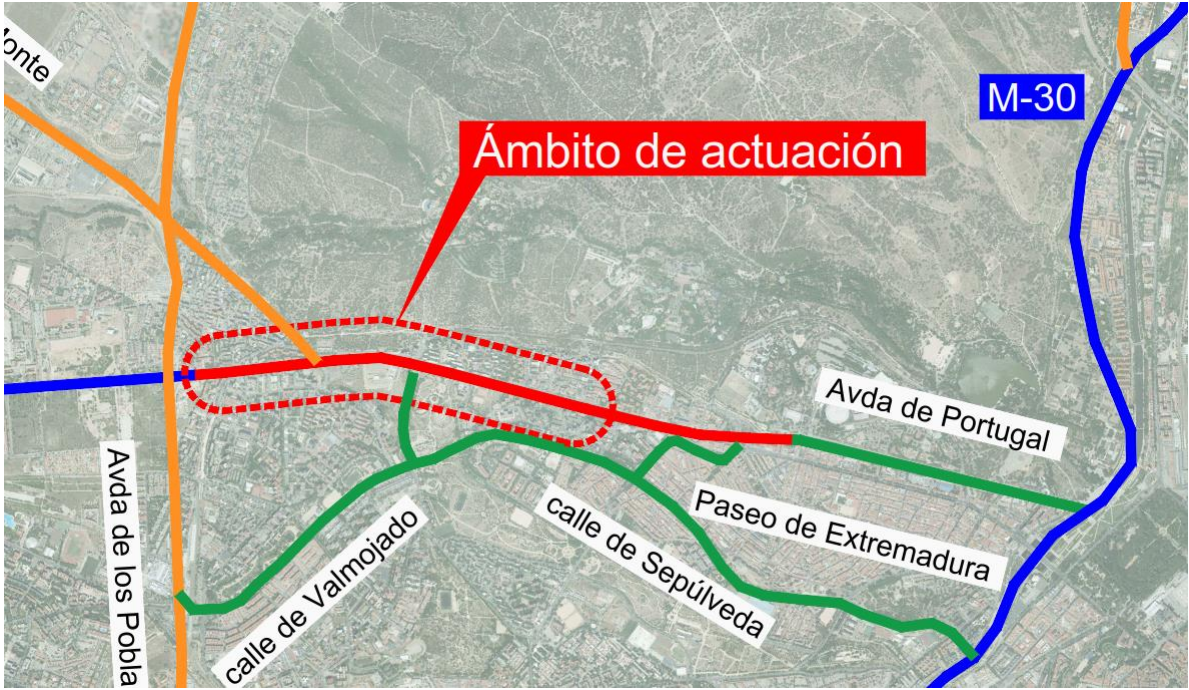 Monte
M-30
Ámbito de actuación
Avda de Portugal
Paseo de Extremadura
calle de Sepúlveda
calle de Valmojado
Avda de los Pobla